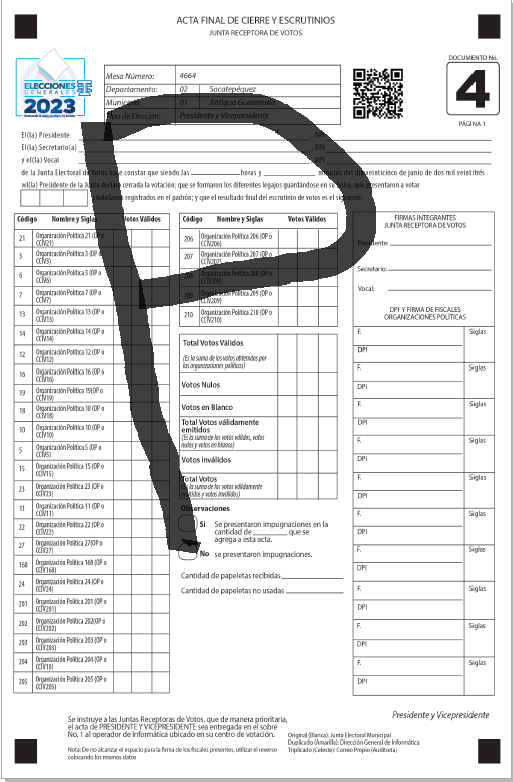 ACTA FINAL DE CIERRE Y ESCRUTINIOS
JUNTA RECEPTORA DE VOTOS
ELECCIONES
GENERALES
2023
Mesa Número: 4664
Departamento: 02 Sacatepéquez
Municipio: 01 Antigua Guatemala
Tipo de Elección: Presidente y Vicepresidente
DOCUMENTO No.
4
PÁGINA 1
El(la) Presidente DPI
El(la) Secretario(a) DPI
y el(la) Vocal DPI
de la Junta Electoral de Votos hace constar que siendo las horas y minutos del veinticinco de junio de dos mil veintitrés
el(la) Presidente de la Junta declaró cerrada la votación; que se formaron los diferentes legajos guardándose en su bolsa, que presentaron a votar
ciudadanos registrados en el padrón; y que el resultado final del escrutinio de votos es el siguiente:
Código Nombre y Siglas Votos Válidos
21 Organización Política 21 (OP o CCIV21)
3 Organización Política 3 (OP o CCIV3)
6 Organización Política 6 (OP o CCIV6)
7 Organización Política 7 (OP o CCIV7)
13 Organización Política 13 (OP o CCIV13)
14 Organización Política 14 (OP o CCIV14)
12 Organización Política 12 (OP o CCIV12)
16 Organización Política 16 (OP o CCIV16)
19 Organización Política 19(OP o CCIV19)
18 Organización Política 18 (OP o CCIV18)
10 Organización Política 10 (OP o CCIV10)
5 Organización Política 5 (OP o CCIV5)
15 Organización Política 15 (OP o CCIV15)
23 Organización Política 23 (OP o CCIV23)
11 Organización Política 11 (OP o CCIV11)
22 Organización Política 22 (OP o CCIV22)
27 Organización Política 27(OP o CCIV27)
168 Organización Política 168 (OP o CCIV168)
24 Organización Política 24 (OP o CCIV24)
201 Organización Política 201 (OP o CCIV201)
202 Organización Política 202(OP o CCIV202)
203 Organización Política 203 (OP o CCIV203)
204 Organización Política 204 (OP o CCIV10)
205 Organización Política 205 (OP o CCIV205)
Código Nombre y Siglas Votos Válidos
206 Organización Política 206 (OP o CCIV206)
207 Organización Política 207 (OP o CCIV207)
208 Organización Política 208 (OP o CCIV208)
209 Organización Política 209 (OP o CCIV209)
210 Organización Política 210 (OP o CCIV210)
Total Votos Válidos
(Es la suma de los votos obtenidos por
las organizaciones políticas)
Votos Nulos
Votos en Blanco
Total Votos válidamente
emitidos
(Es la suma de los votos válidos, votos
nulos y votos en blanco)
Votos Inválidos
Total Votos
(Es la suma de los votos válidamente
emitidos y votos inválidos)
Observaciones
Si Se presentaron impugnaciones en la
cantidad de que se
agrega a esta acta.
No se presentaron impugnaciones.
Cantidad de papeletas recibidas
Cantidad de papeletas no usadas
FIRMAS INTEGRANTES
JUNTA RECEPTORA DE VOTOS
Presidente:
Secretario:
Vocal:
DPI Y FIRMA DE FISCALES
ORGANIZACIONES POLÍTICAS
F. Siglas
DPI
F. Siglas
DPI
F. Siglas
DPI
F. Siglas
DPI
F. Siglas
DPI
F. Siglas
DPI
F. Siglas
DPI
F. Siglas
DPI
F. Siglas
DPI
F. Siglas
DPI
Presidente y Vicepresidente
Se instruye a las Juntas Receptoras de Votos, que de manera prioritaria,
el acta de PRESIDENTE Y VICEPRESIDENTE sea entregada en el sobre
No. 1 al operador de informática ubicado en su centro de votación.
Nota: De no alcanzar el espacio para la firma de los fiscales presentes, utilizar el reverso
colocando los mismos datos
Original (Blanca): Junta Electoral Municipal
Duplicado (Amarilla): Dirección General de Informática
Triplicado (Celeste): Correo Propio (Auditoría)